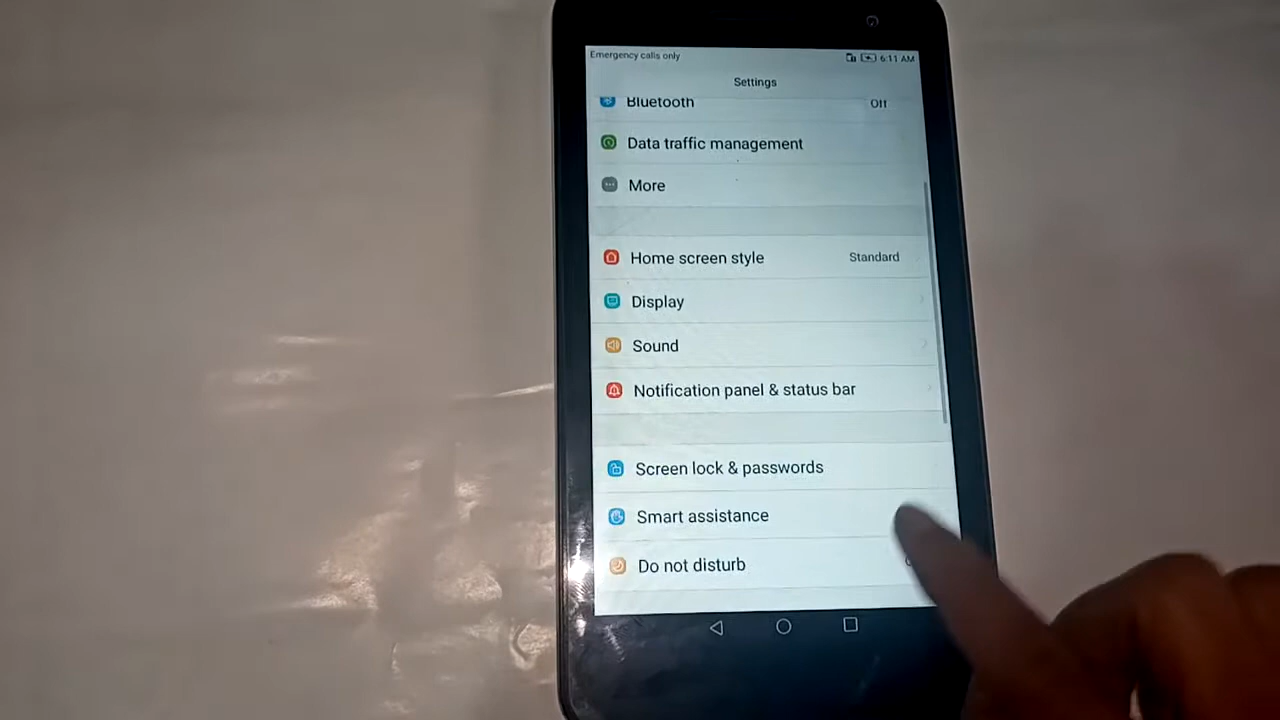 Emergency calls only 6:11 AM
Settings
Bluetooth Off
Data traffic management
More
Home screen style Standard
Display
Sound
Notification panel & status bar
Screen lock & passwords
Smart assistance
Do not disturb